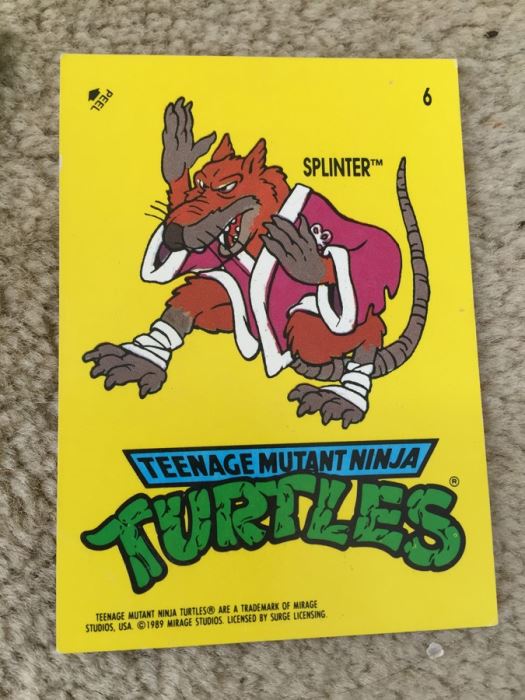 PEEL
6
SPLINTER™
TEENAGE MUTANT NINJA
TURTLES®
TEENAGE MUTANT NINJA TURTLES® ARE A TRADEMARK OF MIRAGE
STUDIOS, USA. ©1989 MIRAGE STUDIOS. LICENSED BY SURGE LICENSING.